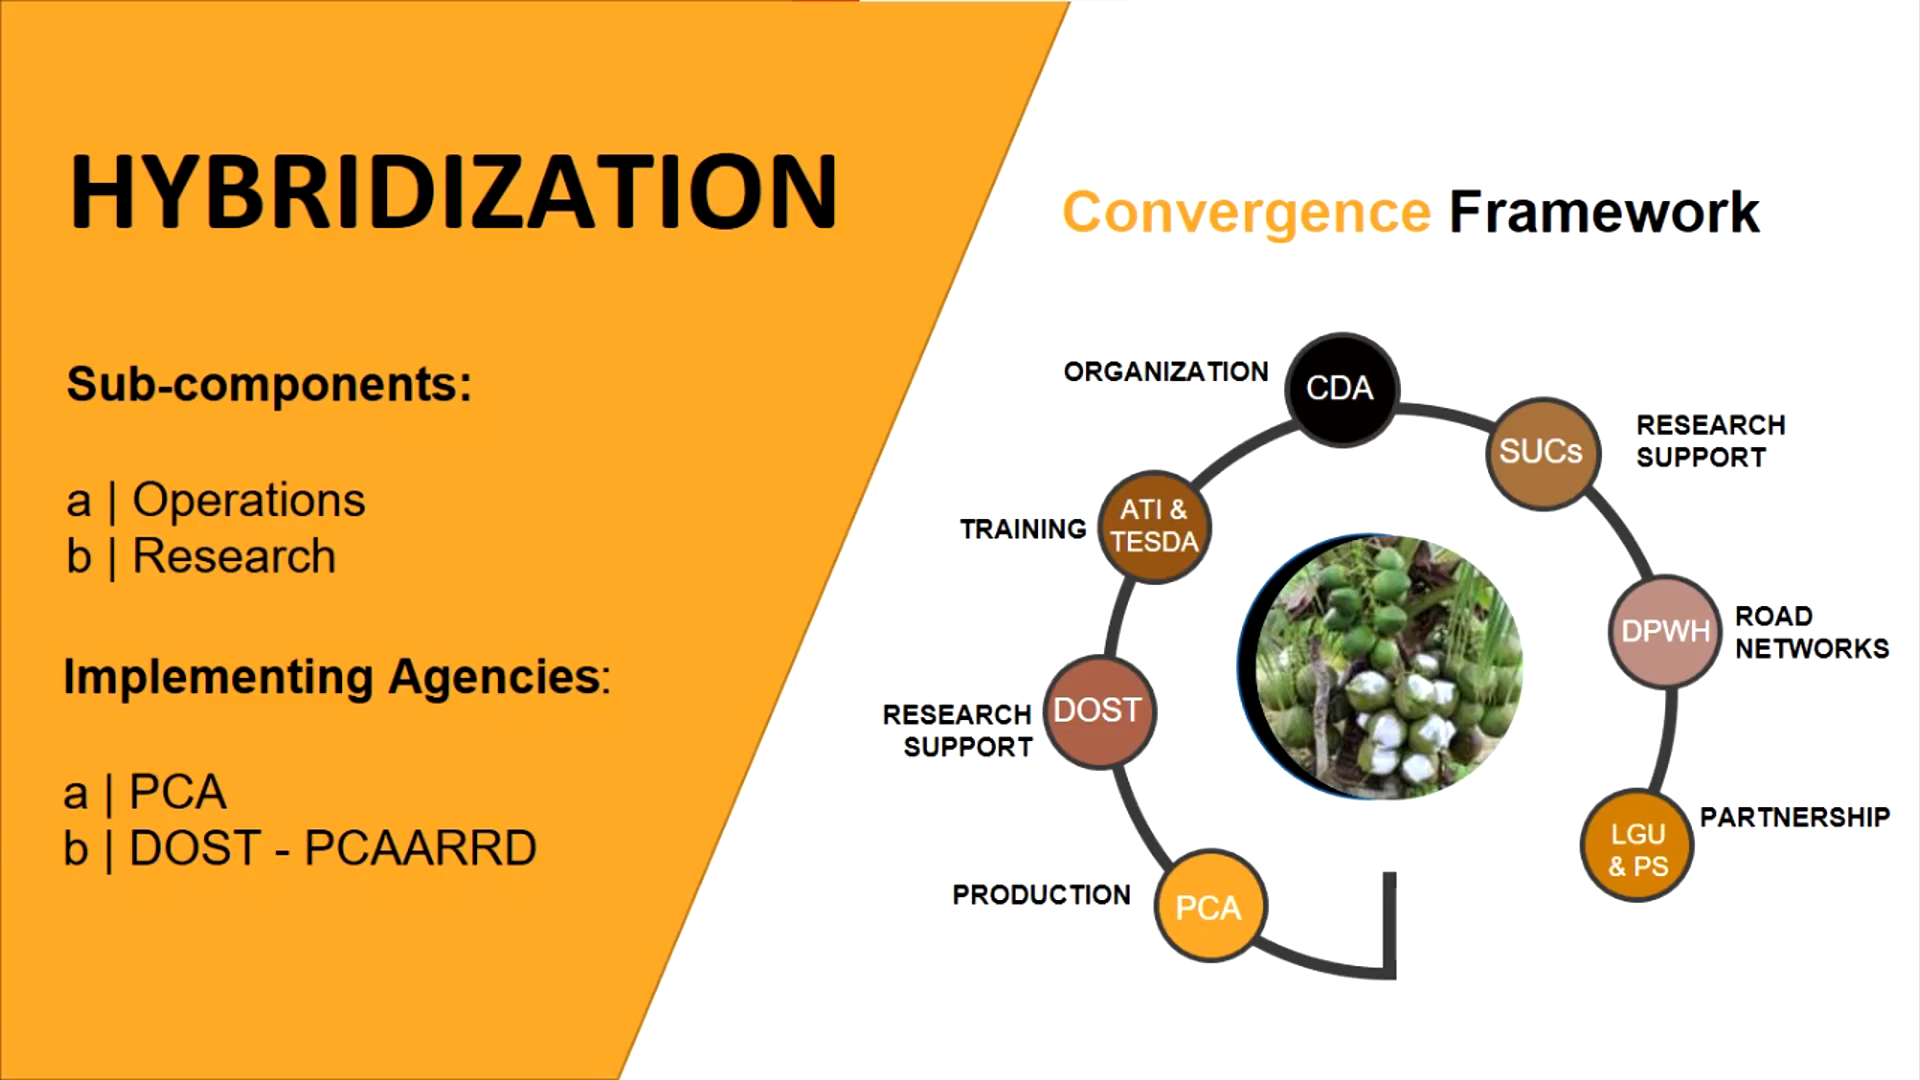 HYBRIDIZATION
Sub-components:
a | Operations
b | Research
Implementing Agencies:
a | PCA
b | DOST - PCAARRD
Convergence Framework
ORGANIZATION
CDA
SUCs
RESEARCH
SUPPORT
TRAINING
ATI &
TESDA
DPWH
ROAD
NETWORKS
RESEARCH
SUPPORT
DOST
LGU
& PS
PARTNERSHIP
PRODUCTION
PCA